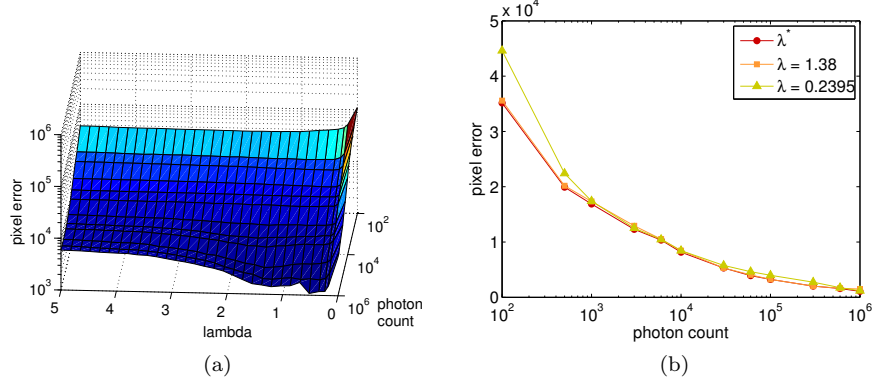 10^6
10^5
10^4
10^3
pixel error
5
4
3
2
1
0
lambda
10^2
10^4
10^6
photon
count
(a)
x 10^4
5
4
3
2
1
0
pixel error
10^2
10^3
10^4
10^5
10^6
photon count
λ*
λ = 1.38
λ = 0.2395
(b)